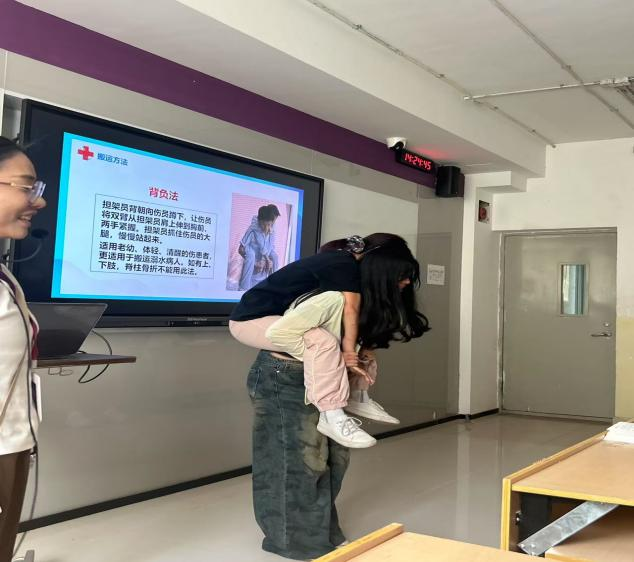 搬运方法
背负法
担架员背朝向伤员蹲下，让伤员
将双臂从担架员肩上伸到胸前，
两手紧握。担架员抓住伤员的大
腿，慢慢站起来。
适用老幼、体轻、清醒的伤患者，
更适用于搬运溺水病人。如有上、
下肢，脊柱骨折不能用此法。
14:24:45